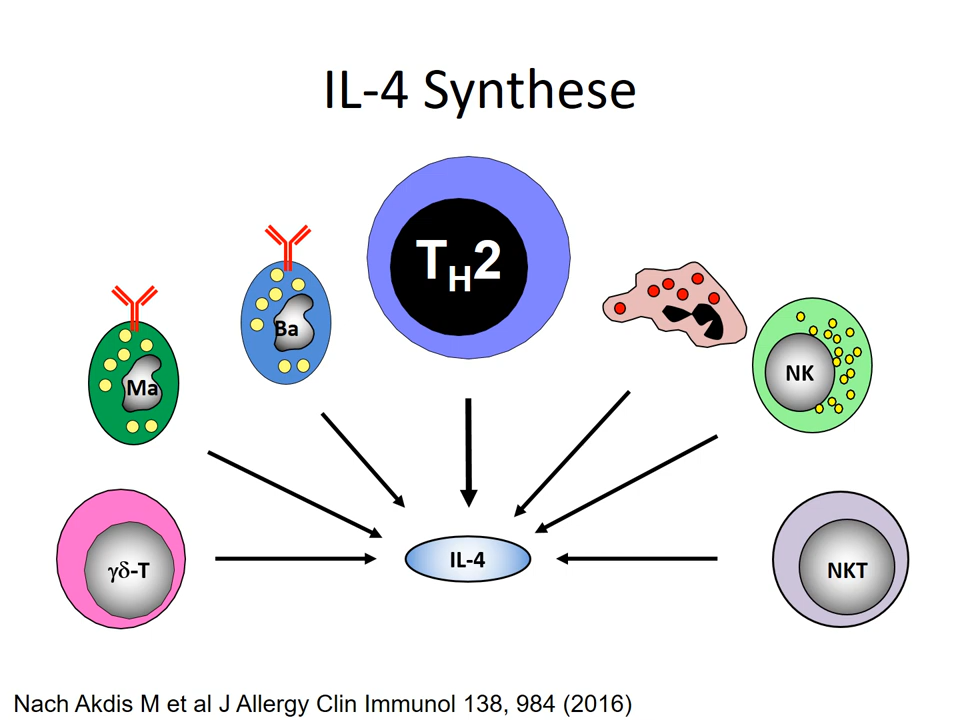 IL-4 Synthese
TH2
Ba
Ma
NK
γδ-T
IL-4
NKT
Nach Akdis M et al J Allergy Clin Immunol 138, 984 (2016)